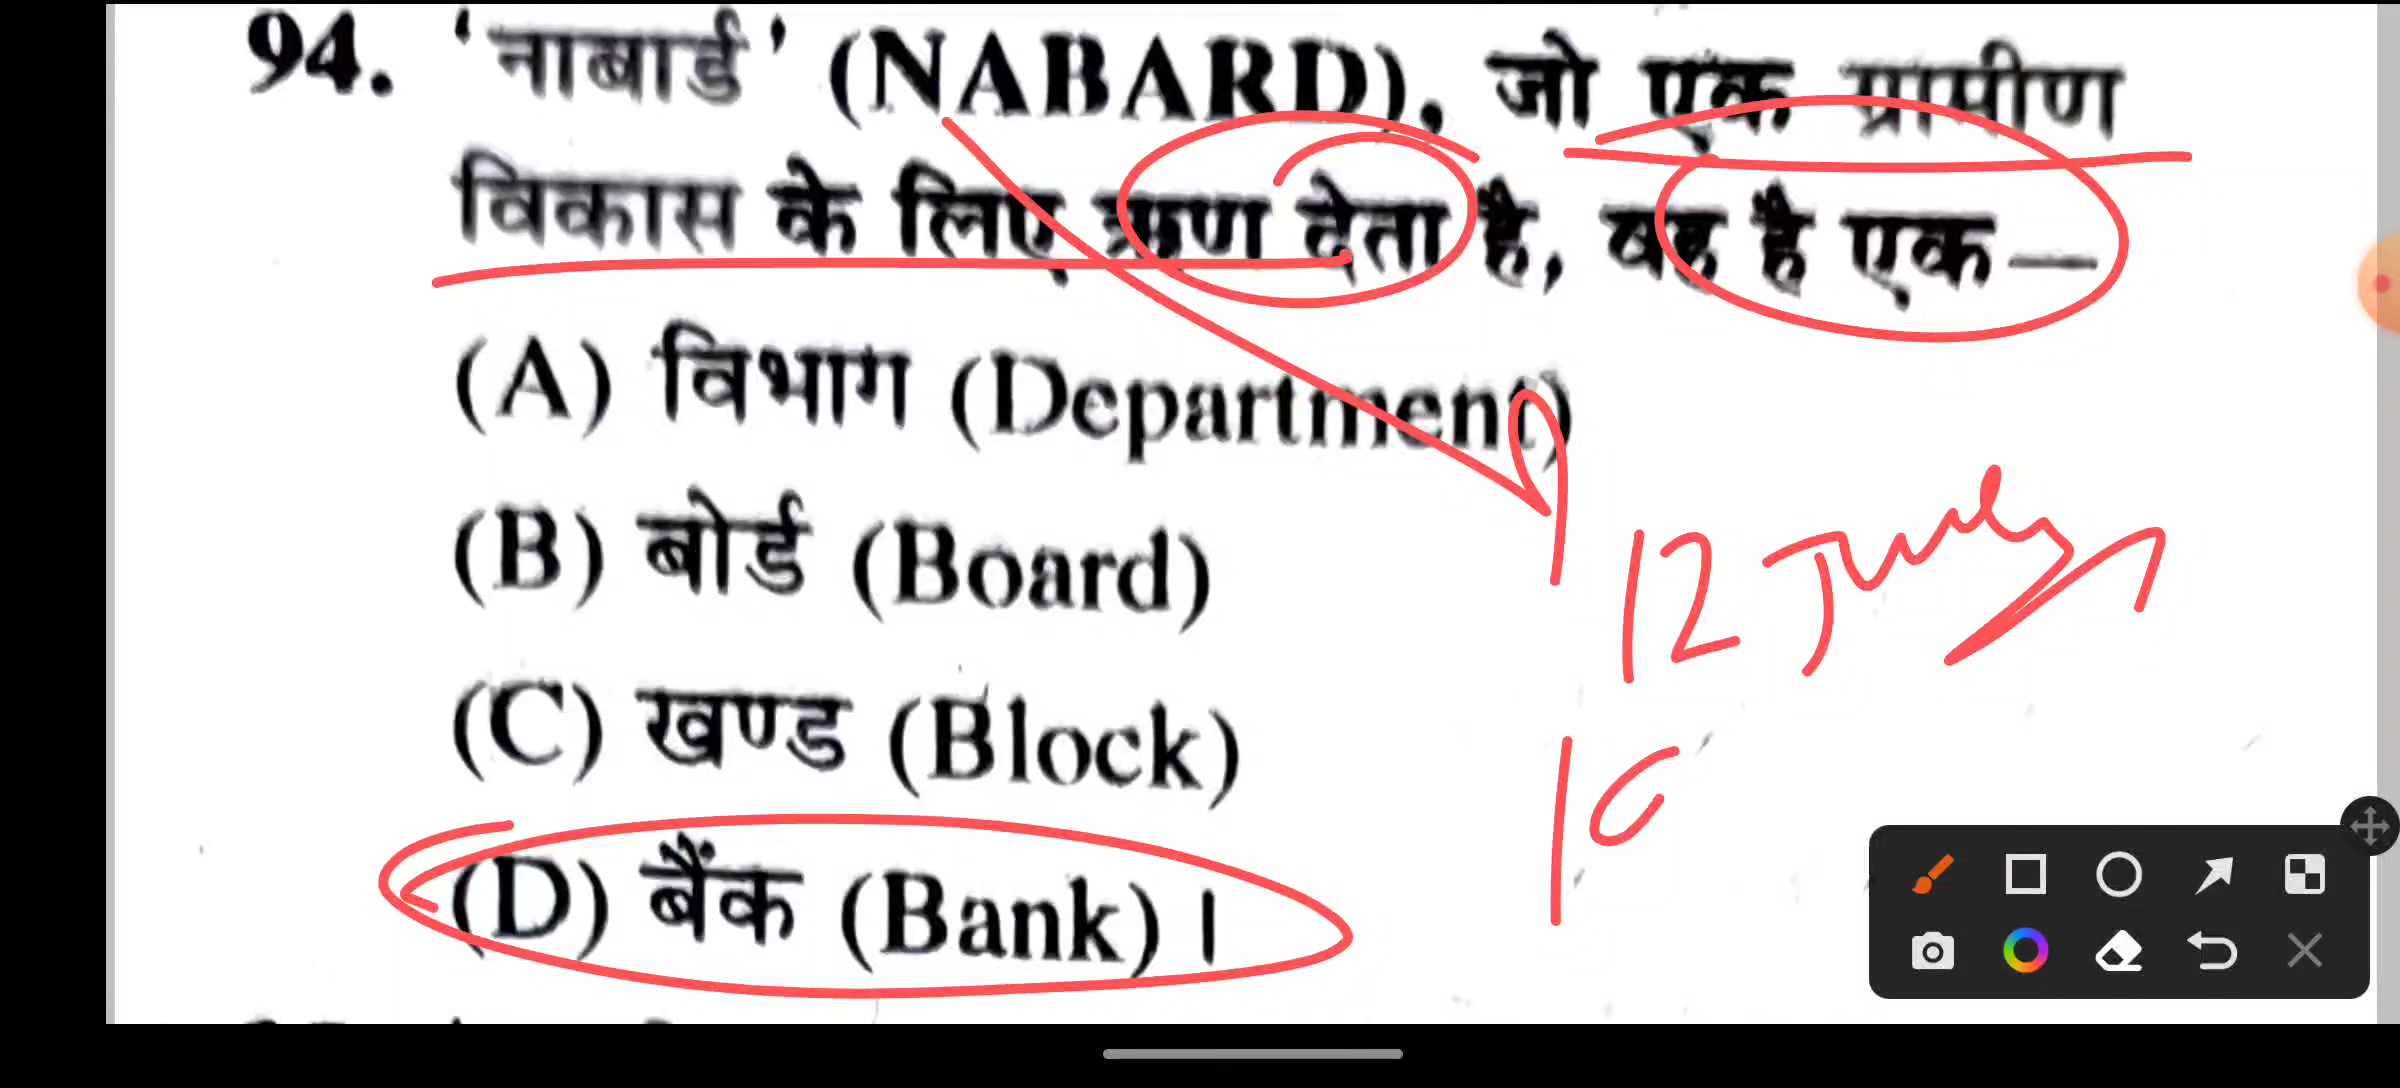 94. 'नाबार्ड' (NABARD), जो एक ग्रामीण
विकास के लिए ऋण देता है, वह है एक—
(A) विभाग (Department)
(B) बोर्ड (Board)
12 July
(C) खण्ड (Block)
(D) बैंक (Bank)।